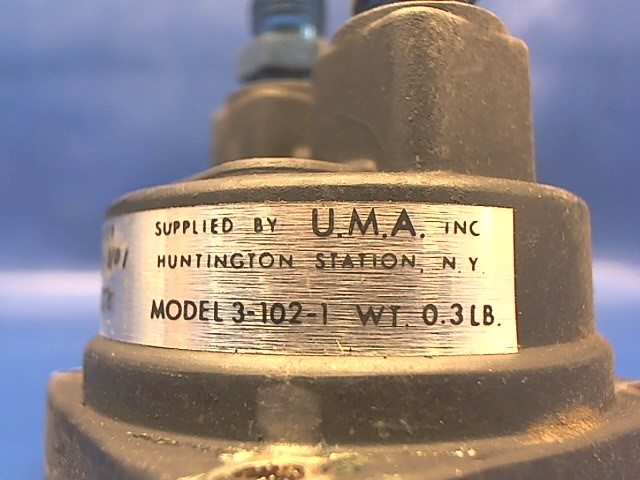 SUPPLIED BY U.M.A. INC
HUNTINGTON STATION, N.Y.
MODEL 3-102-1 WT. 0.3 LB.